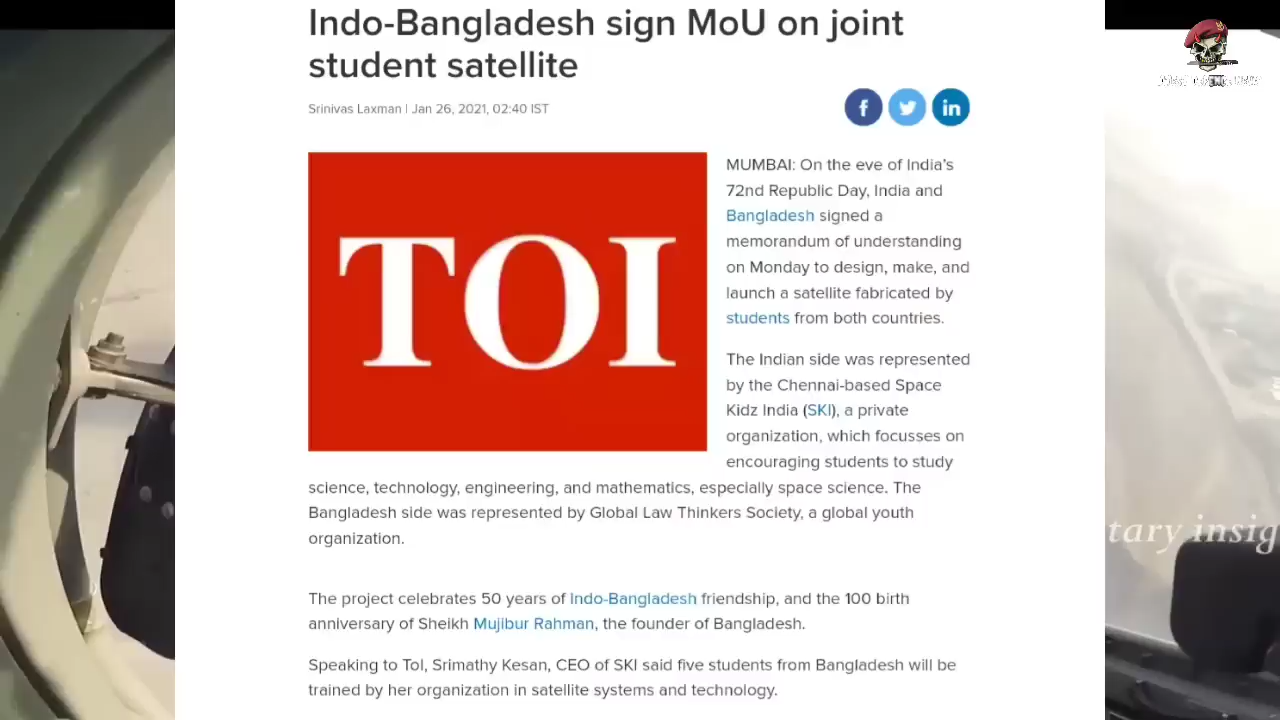 Indo-Bangladesh sign MoU on joint
student satellite
Srinivas Laxman | Jan 26, 2021, 02:40 IST
TOI
MUMBAI: On the eve of India's
72nd Republic Day, India and
Bangladesh signed a
memorandum of understanding
on Monday to design, make, and
launch a satellite fabricated by
students from both countries.
The Indian side was represented
by the Chennai-based Space
Kidz India (SKI), a private
organization, which focusses on
encouraging students to study
science, technology, engineering, and mathematics, especially space science. The
Bangladesh side was represented by Global Law Thinkers Society, a global youth
organization.
The project celebrates 50 years of Indo-Bangladesh friendship, and the 100 birth
anniversary of Sheikh Mujibur Rahman, the founder of Bangladesh.
Speaking to ToI, Srimathy Kesan, CEO of SKI said five students from Bangladesh will be
trained by her organization in satellite systems and technology.
tary insig